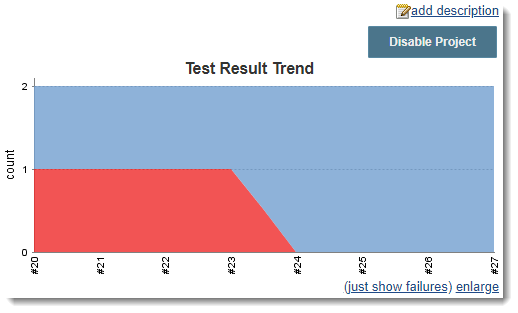 add description
Disable Project
Test Result Trend
2
1
0
count
#20 #21 #22 #23 #24 #25 #26 #27
(just show failures) enlarge